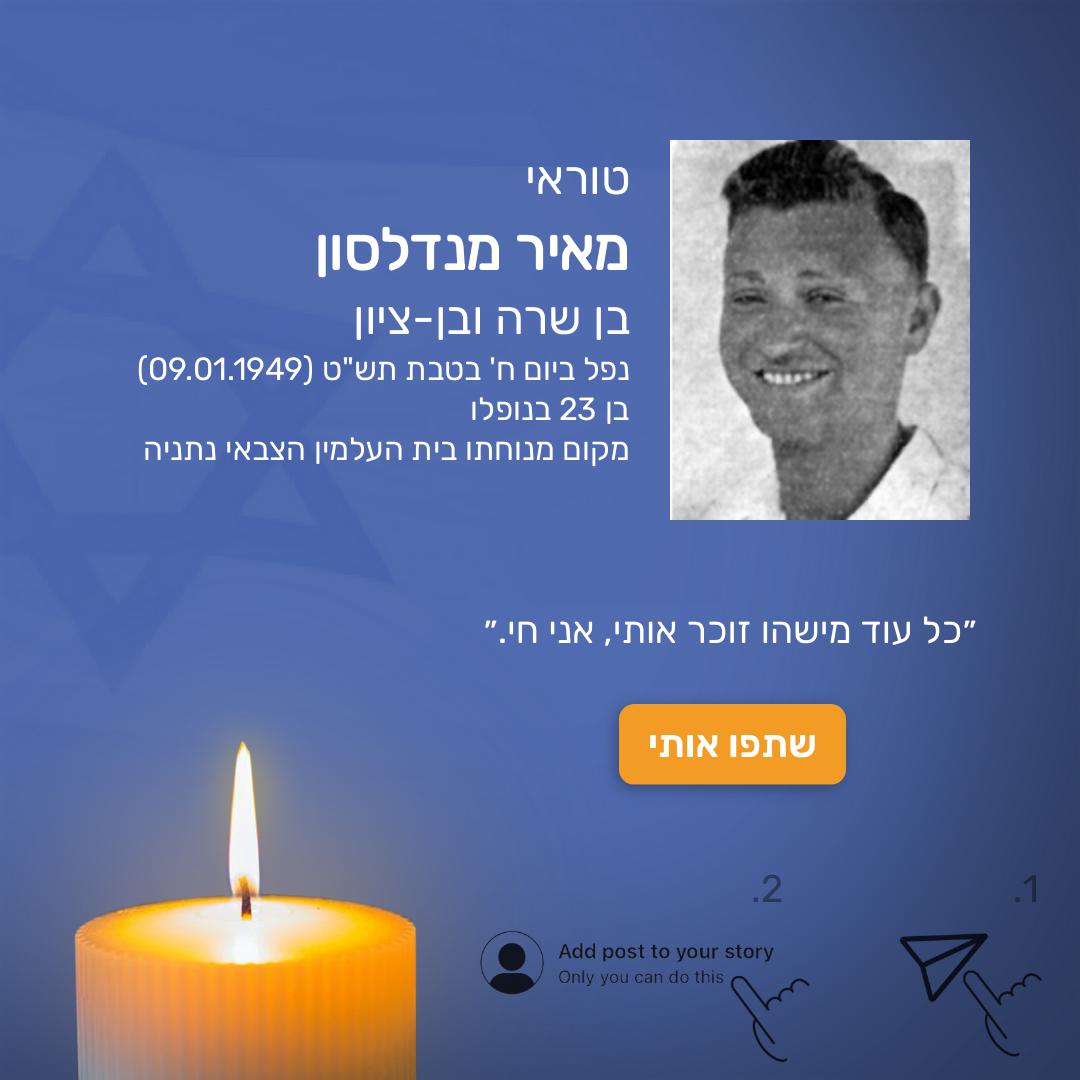 טוראי
מאיר מנדלסון
בן שרה ובן-ציון
נפל ביום ח' בטבת תש"ט (09.01.1949)
בן 23 בנופלו
מקום מנוחתו בית העלמין הצבאי נתניה
״כל עוד מישהו זוכר אותי, אני חי.״
שתפו אותי
1.
2.
Add post to your story
Only you can do this